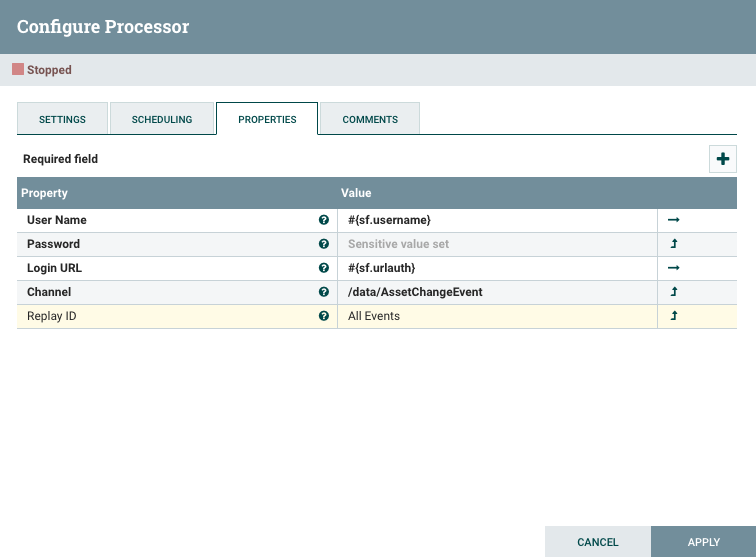 Configure Processor
Stopped
SETTINGS SCHEDULING PROPERTIES COMMENTS
Required field
Property Value
User Name #{sf.username}
Password Sensitive value set
Login URL #{sf.urlauth}
Channel /data/AssetChangeEvent
Replay ID All Events
CANCEL APPLY